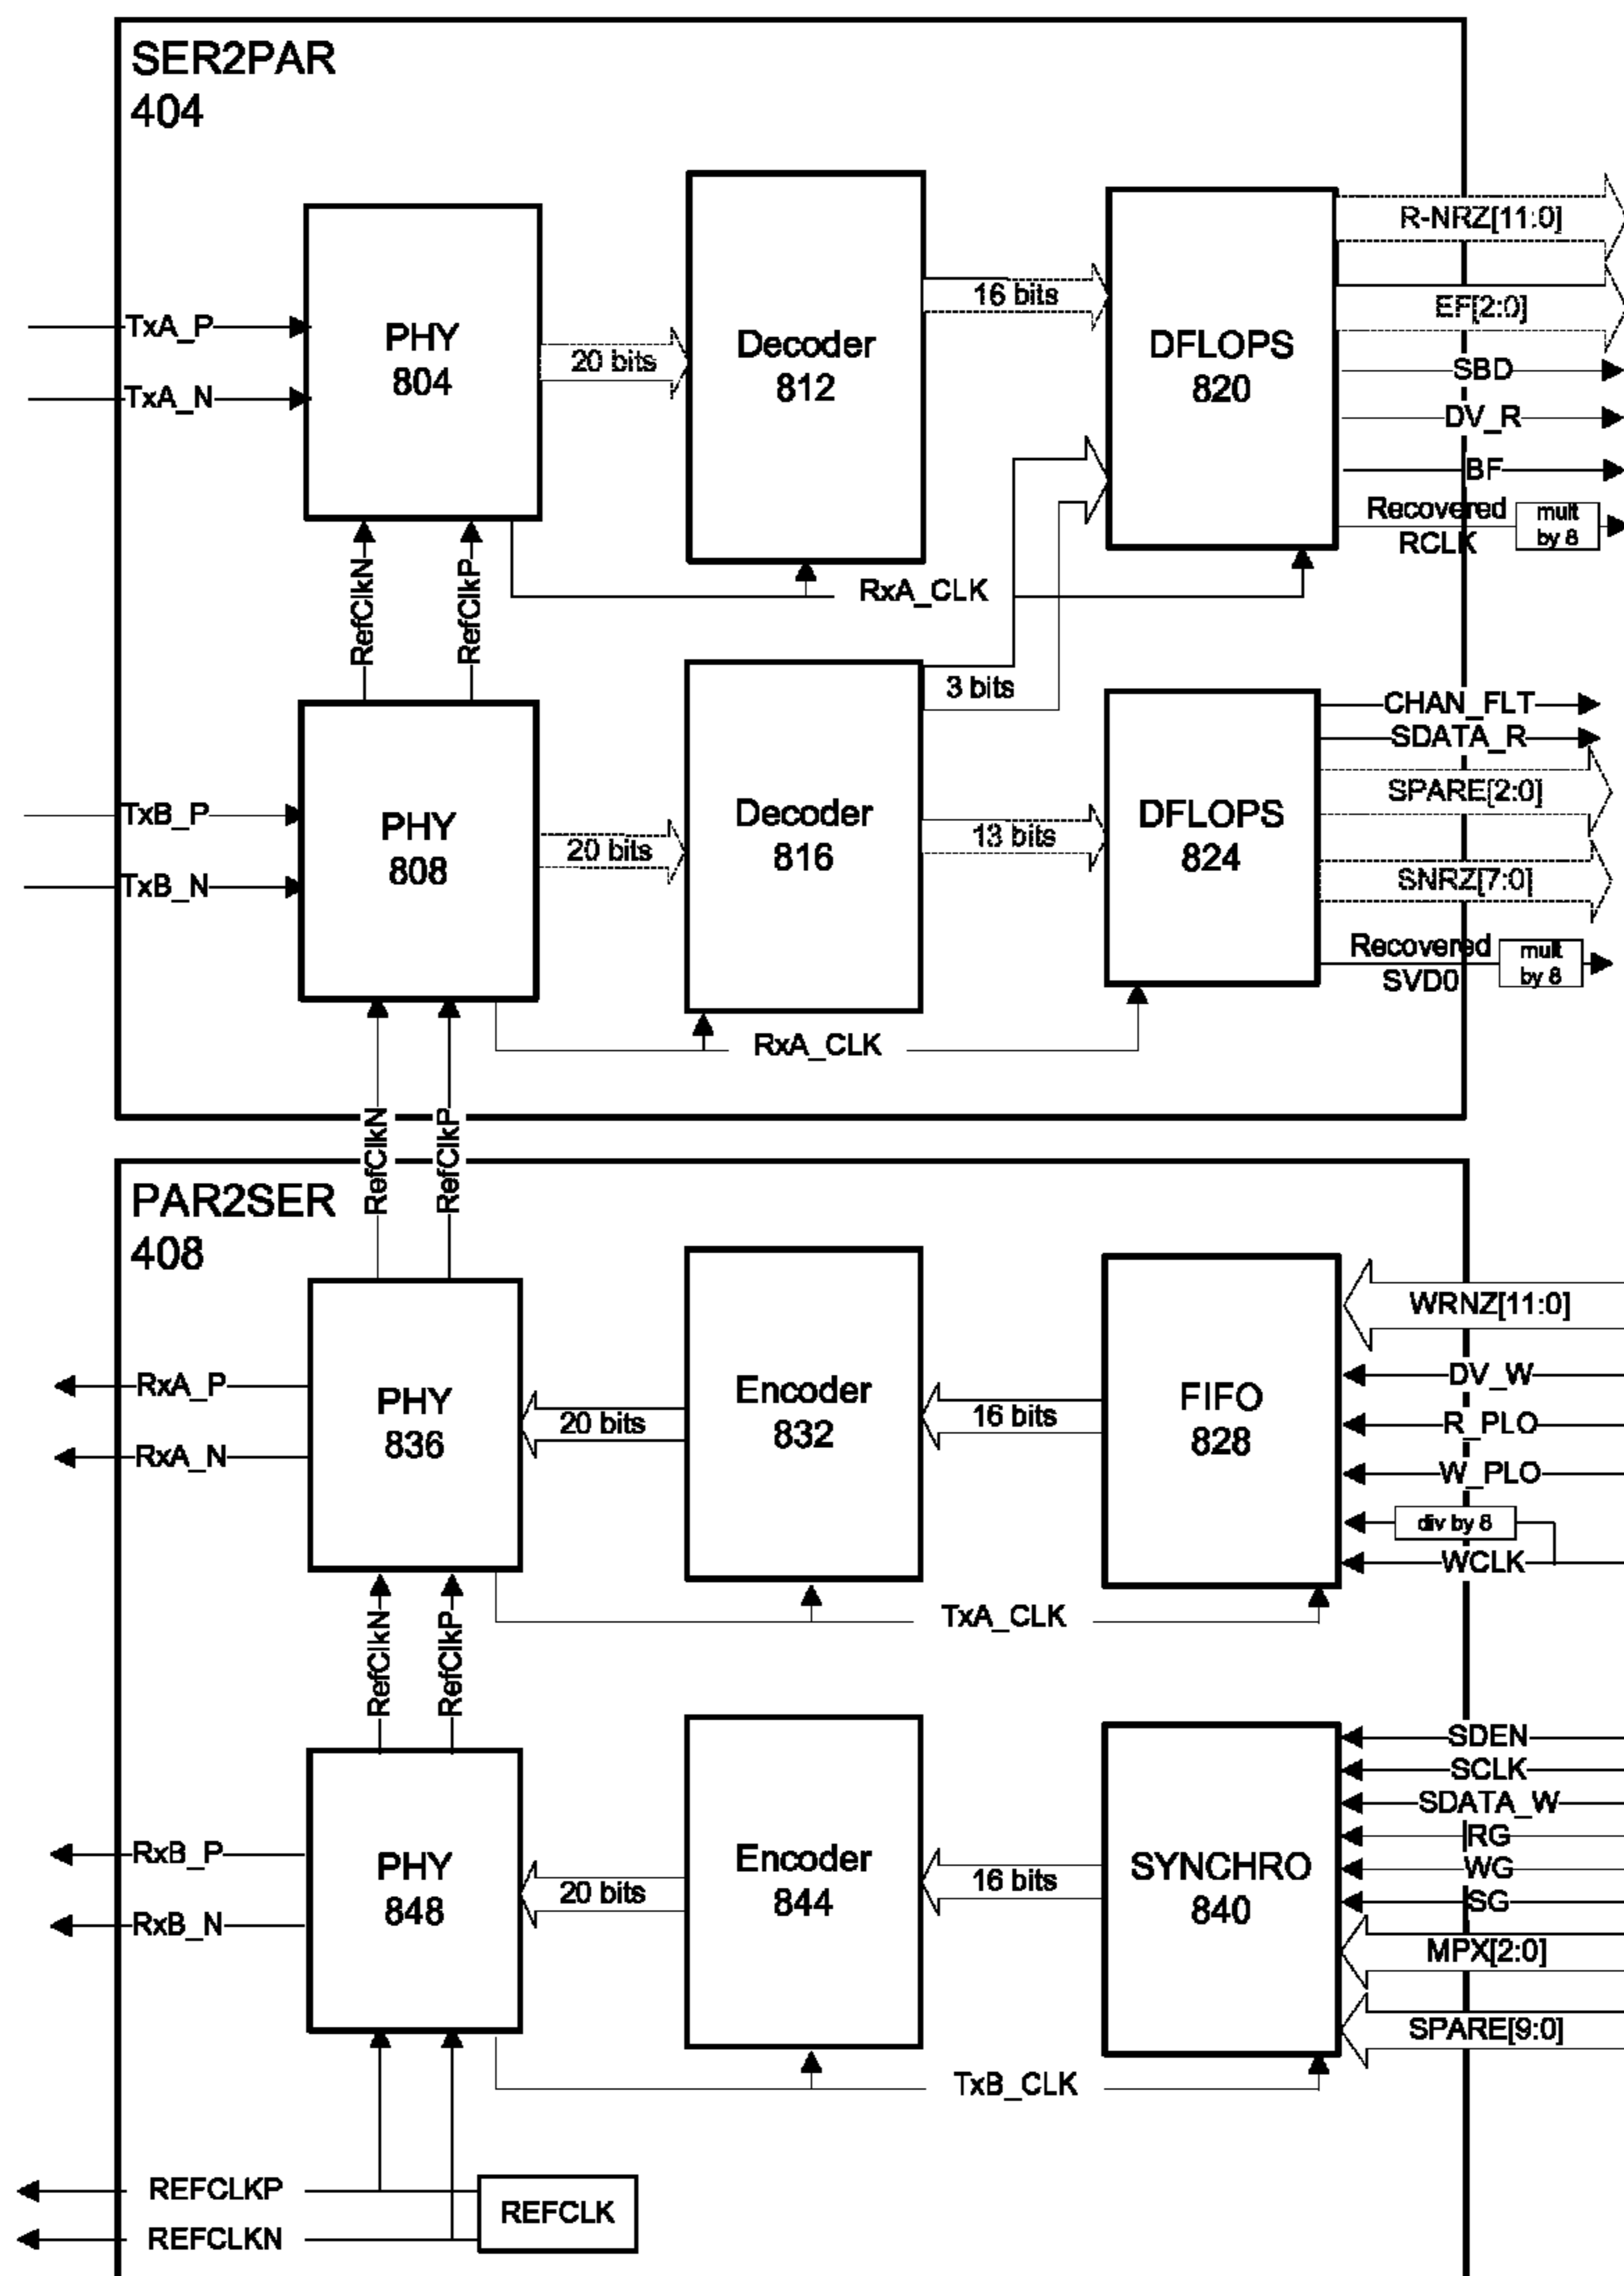 SER2PAR
404
PHY
804
TxA_P
TxA_N
20 bits
Decoder
812
16 bits
DFLOPS
820
R-NRZ[11:0]
EF[2:0]
SBD
DV_R
BF
Recovered
RCLK
mult
by 8
RefClkN
RefClkP
RxA_CLK
PHY
808
TxB_P
TxB_N
20 bits
Decoder
816
3 bits
13 bits
DFLOPS
824
CHAN_FLT
SDATA_R
SPARE[2:0]
SNRZ[7:0]
Recovered
SVD0
mult
by 8
RxA_CLK
RefClkN
RefClkP
PAR2SER
408
PHY
836
RxA_P
RxA_N
20 bits
Encoder
832
16 bits
FIFO
828
WRNZ[11:0]
DV_W
R_PLO
W_PLO
div by 8
WCLK
TxA_CLK
RefClkN
RefClkP
PHY
848
RxB_P
RxB_N
20 bits
Encoder
844
16 bits
SYNCHRO
840
SDEN
SCLK
SDATA_W
RG
WG
SG
MPX[2:0]
SPARE[9:0]
TxB_CLK
REFCLKP
REFCLKN
REFCLK